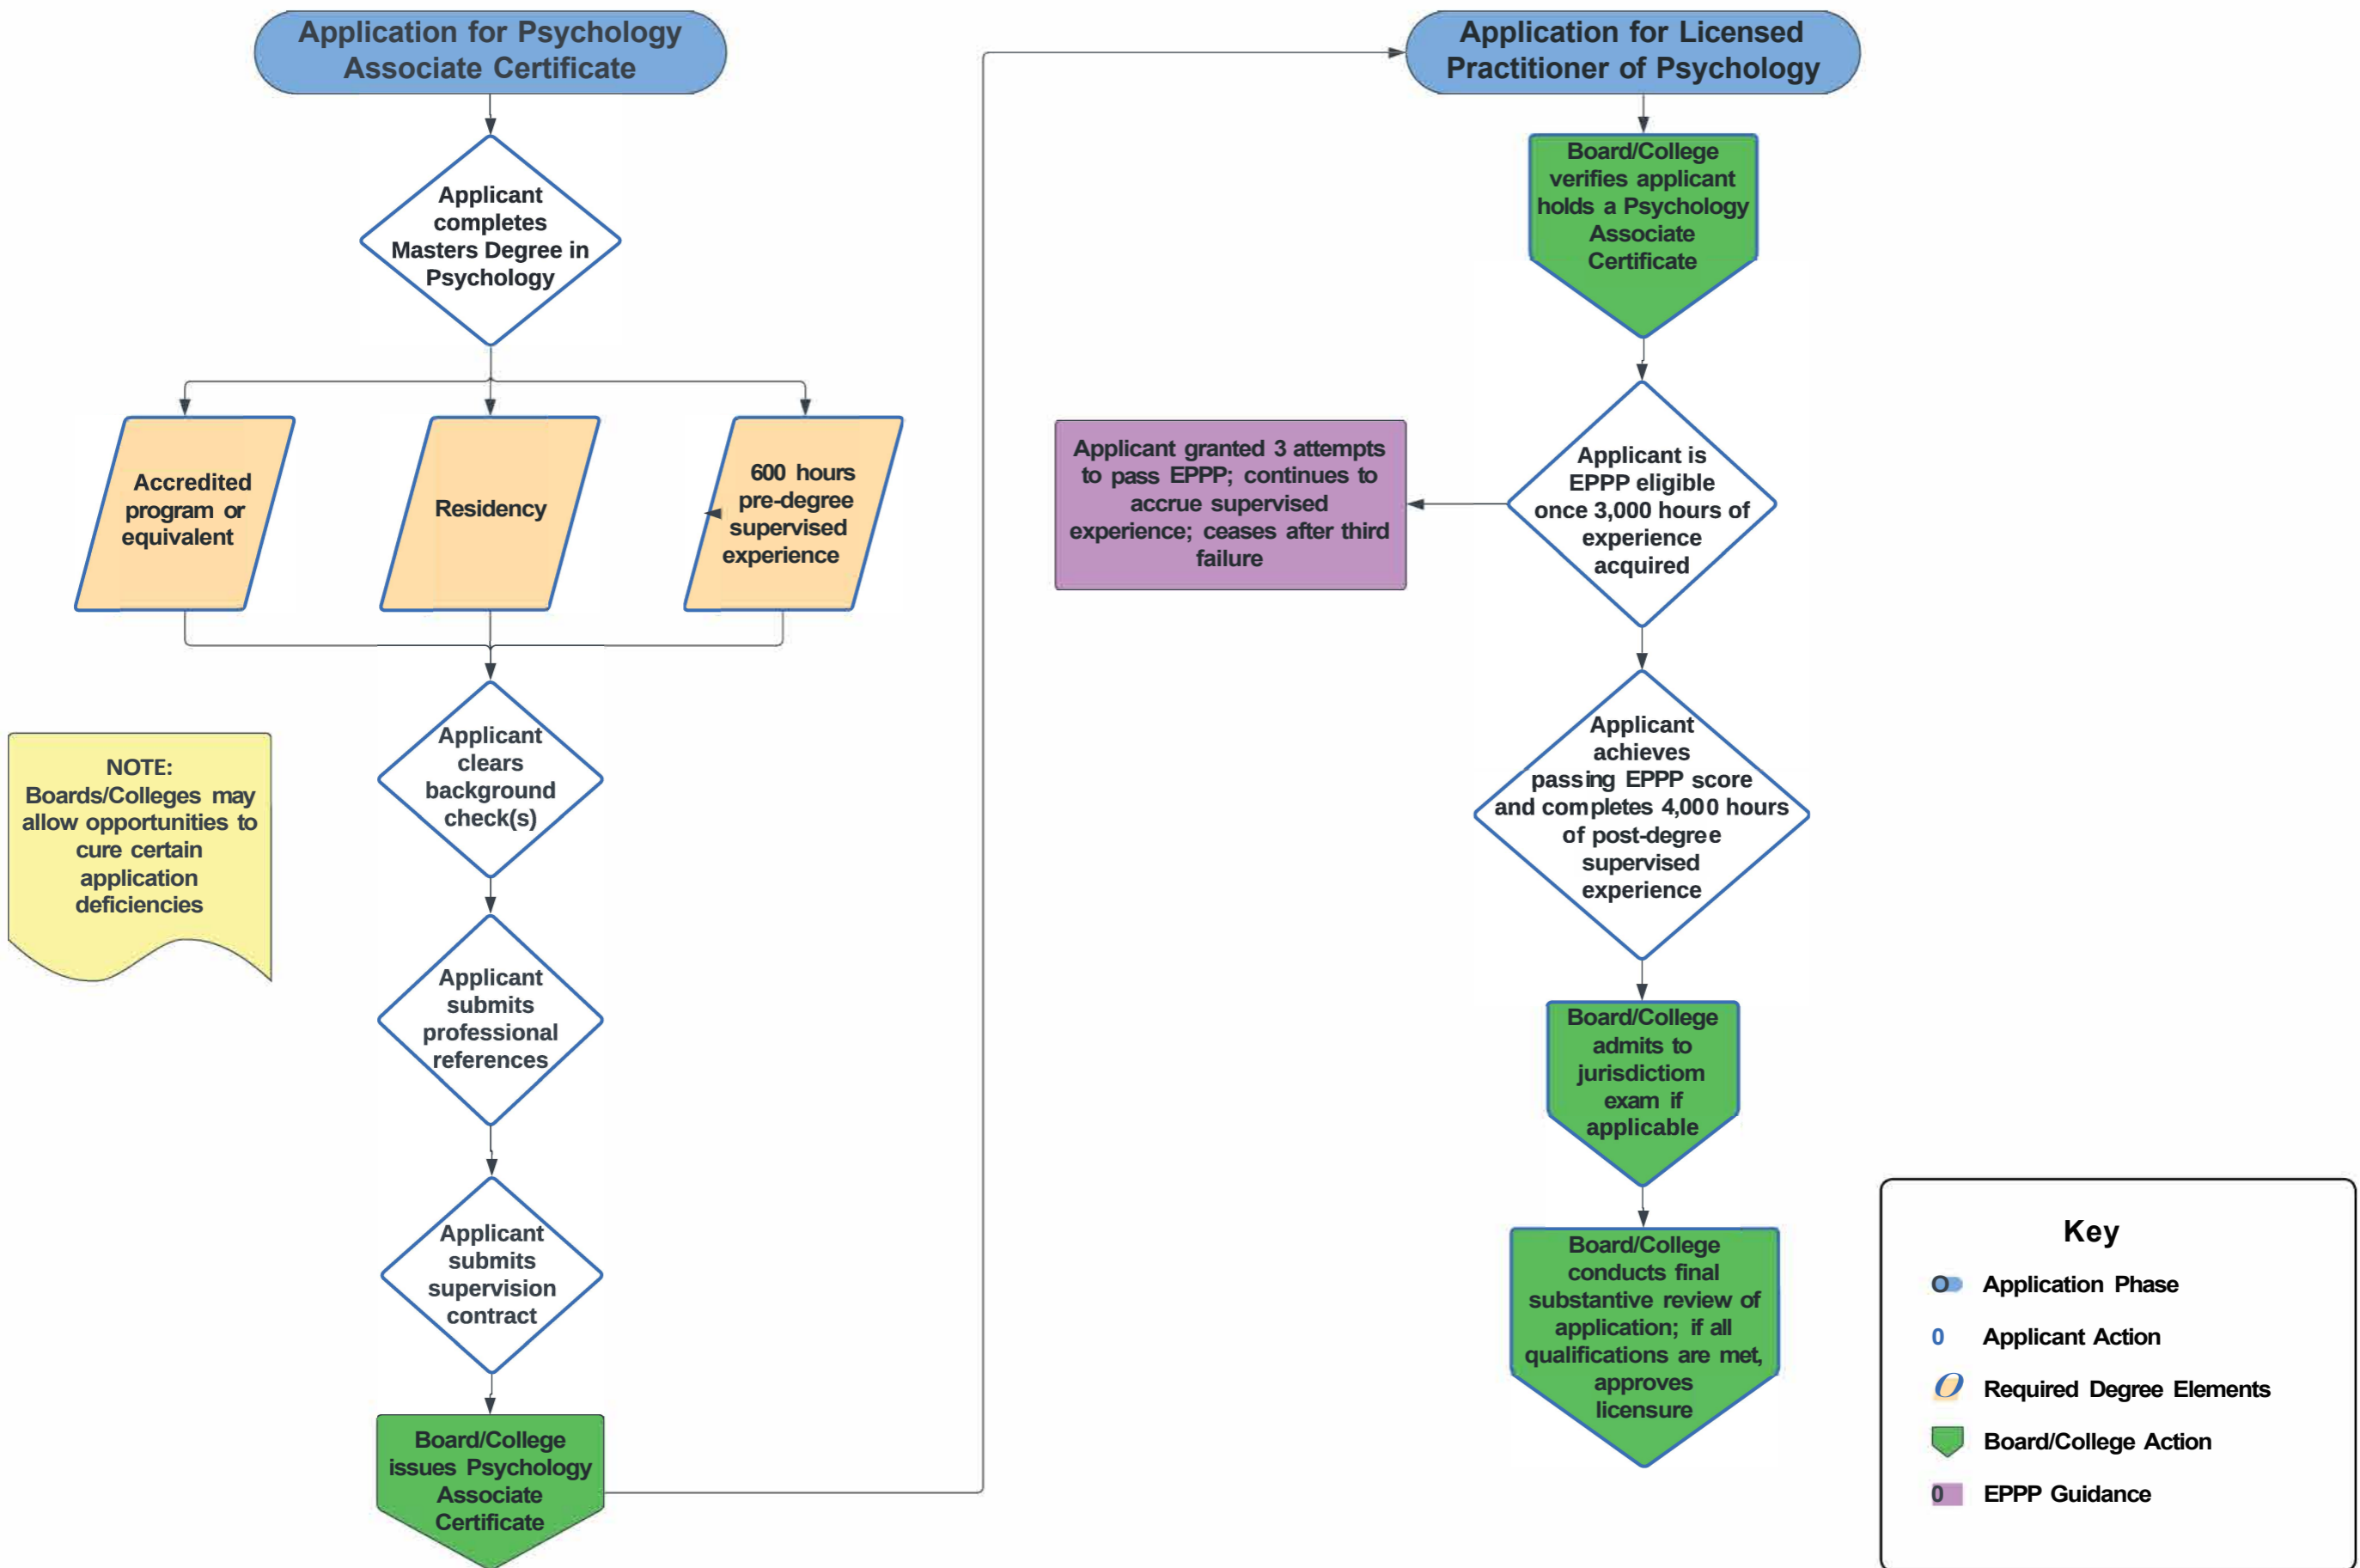 Application for Psychology
Associate Certificate
Applicant
completes
Masters Degree in
Psychology
Accredited
program or
equivalent
Residency
600 hours
pre-degree
supervised
experience
Applicant
clears
background
check(s)
NOTE:
Boards/Colleges may
allow opportunities to
cure certain
application
deficiencies
Applicant
submits
professional
references
Applicant
submits
supervision
contract
Board/College
issues Psychology
Associate
Certificate
Application for Licensed
Practitioner of Psychology
Board/College
verifies applicant
holds a Psychology
Associate
Certificate
Applicant is
EPPP eligible
once 3,000 hours of
experience
acquired
Applicant granted 3 attempts
to pass EPPP; continues to
accrue supervised
experience; ceases after third
failure
Applicant
achieves
passing EPPP score
and completes 4,000 hours
of post-degree
supervised
experience
Board/College
admits to
jurisdictiom
exam if
applicable
Board/College
conducts final
substantive review of
application; if all
qualifications are met,
approves
licensure
Key
O Application Phase
0 Applicant Action
0 Required Degree Elements
Board/College Action
0 EPPP Guidance